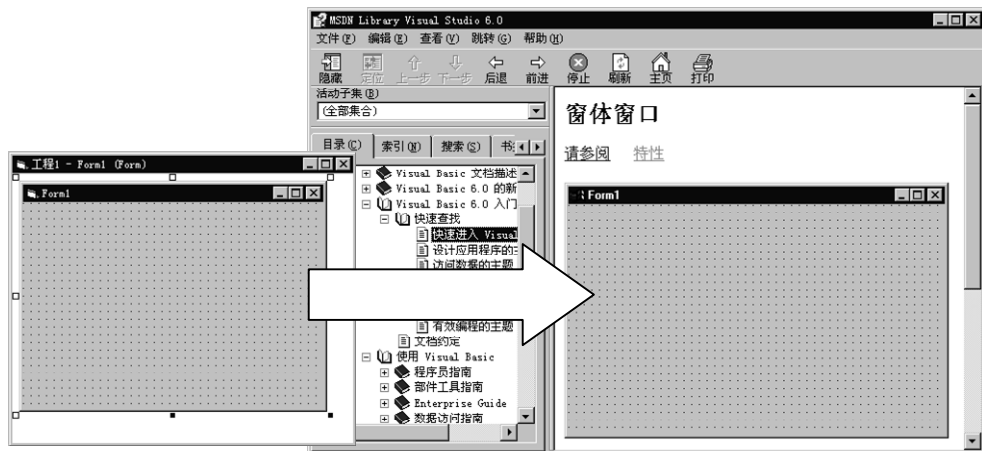 MSDN Library Visual Studio 6.0
文件(F) 编辑(E) 查看(V) 跳转(G) 帮助(H)
隐藏 定位 上一步 下一步 后退 前进 停止 刷新 主页 打印
活动子集(B)
(全部集合)
目录(C) 索引(N) 搜索(S) 书
Visual Basic 文档描述
Visual Basic 6.0 的新
Visual Basic 6.0 入门
快速查找
快速进入 Visual
设计应用程序的
访问数据的主题
有效编程的主题
文档约定
使用 Visual Basic
程序员指南
部件工具指南
Enterprise Guide
数据访问指南
窗体窗口
请参阅 特性
Form1
工程1 - Form1 (Form)
Form1